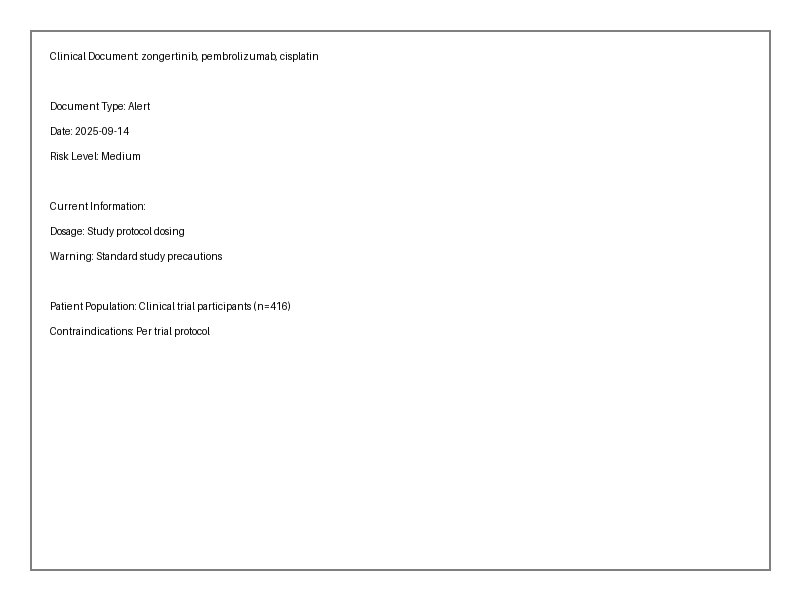 Clinical Document: zongertinib, pembrolizumab, cisplatin
Document Type: Alert
Date: 2025-09-14
Risk Level: Medium
Current Information:
Dosage: Study protocol dosing
Warning: Standard study precautions
Patient Population: Clinical trial participants (n=416)
Contraindications: Per trial protocol